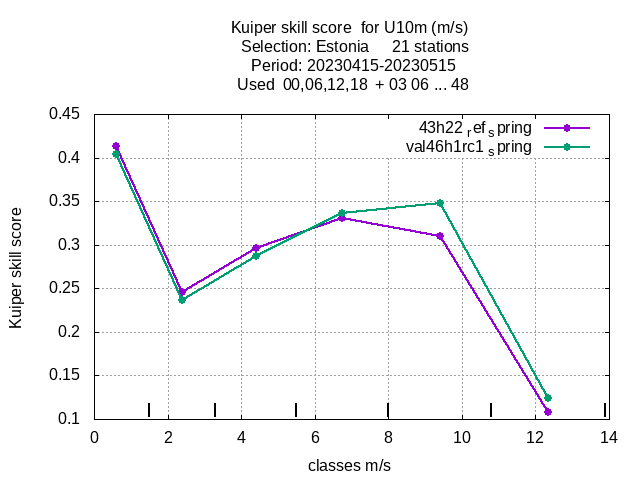 Kuiper skill score  for U10m (m/s)
Selection: Estonia     21 stations
Period: 20230415-20230515
Used  00,06,12,18  + 03 06 ... 48
43h22 ref spring
val46h1rc1 spring
0.45
0.4
0.35
0.3
0.25
0.2
0.15
0.1
Kuiper skill score
0 2 4 6 8 10 12 14
classes m/s